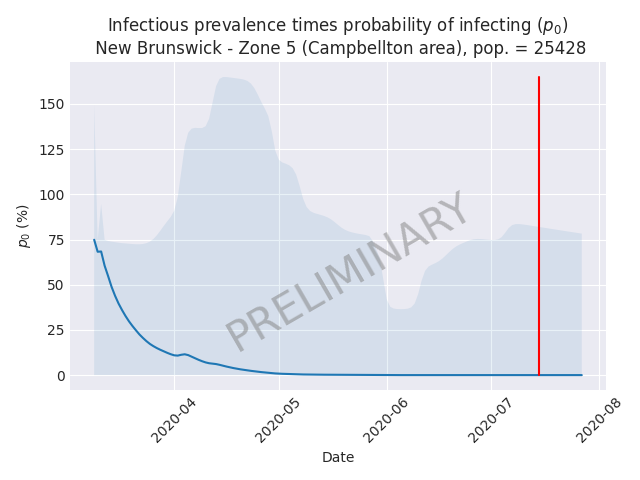 Infectious prevalence times probability of infecting (p₀)
New Brunswick - Zone 5 (Campbellton area), pop. = 25428
p₀ (%)
150
125
100
75
50
25
0
PRELIMINARY
2020-04
2020-05
2020-06
2020-07
2020-08
Date